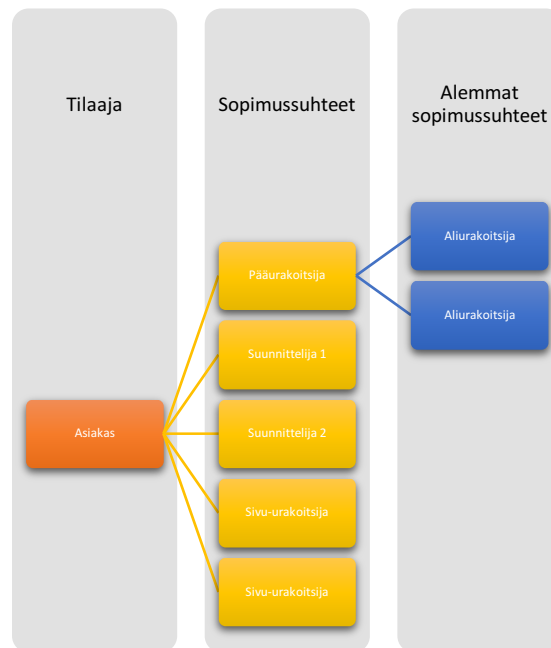 Tilaaja
Sopimussuhteet
Alemmat
sopimussuhteet
Asiakas
Pääurakoitsija
Suunnittelija 1
Suunnittelija 2
Sivu-urakoitsija
Sivu-urakoitsija
Aliurakoitsija
Aliurakoitsija